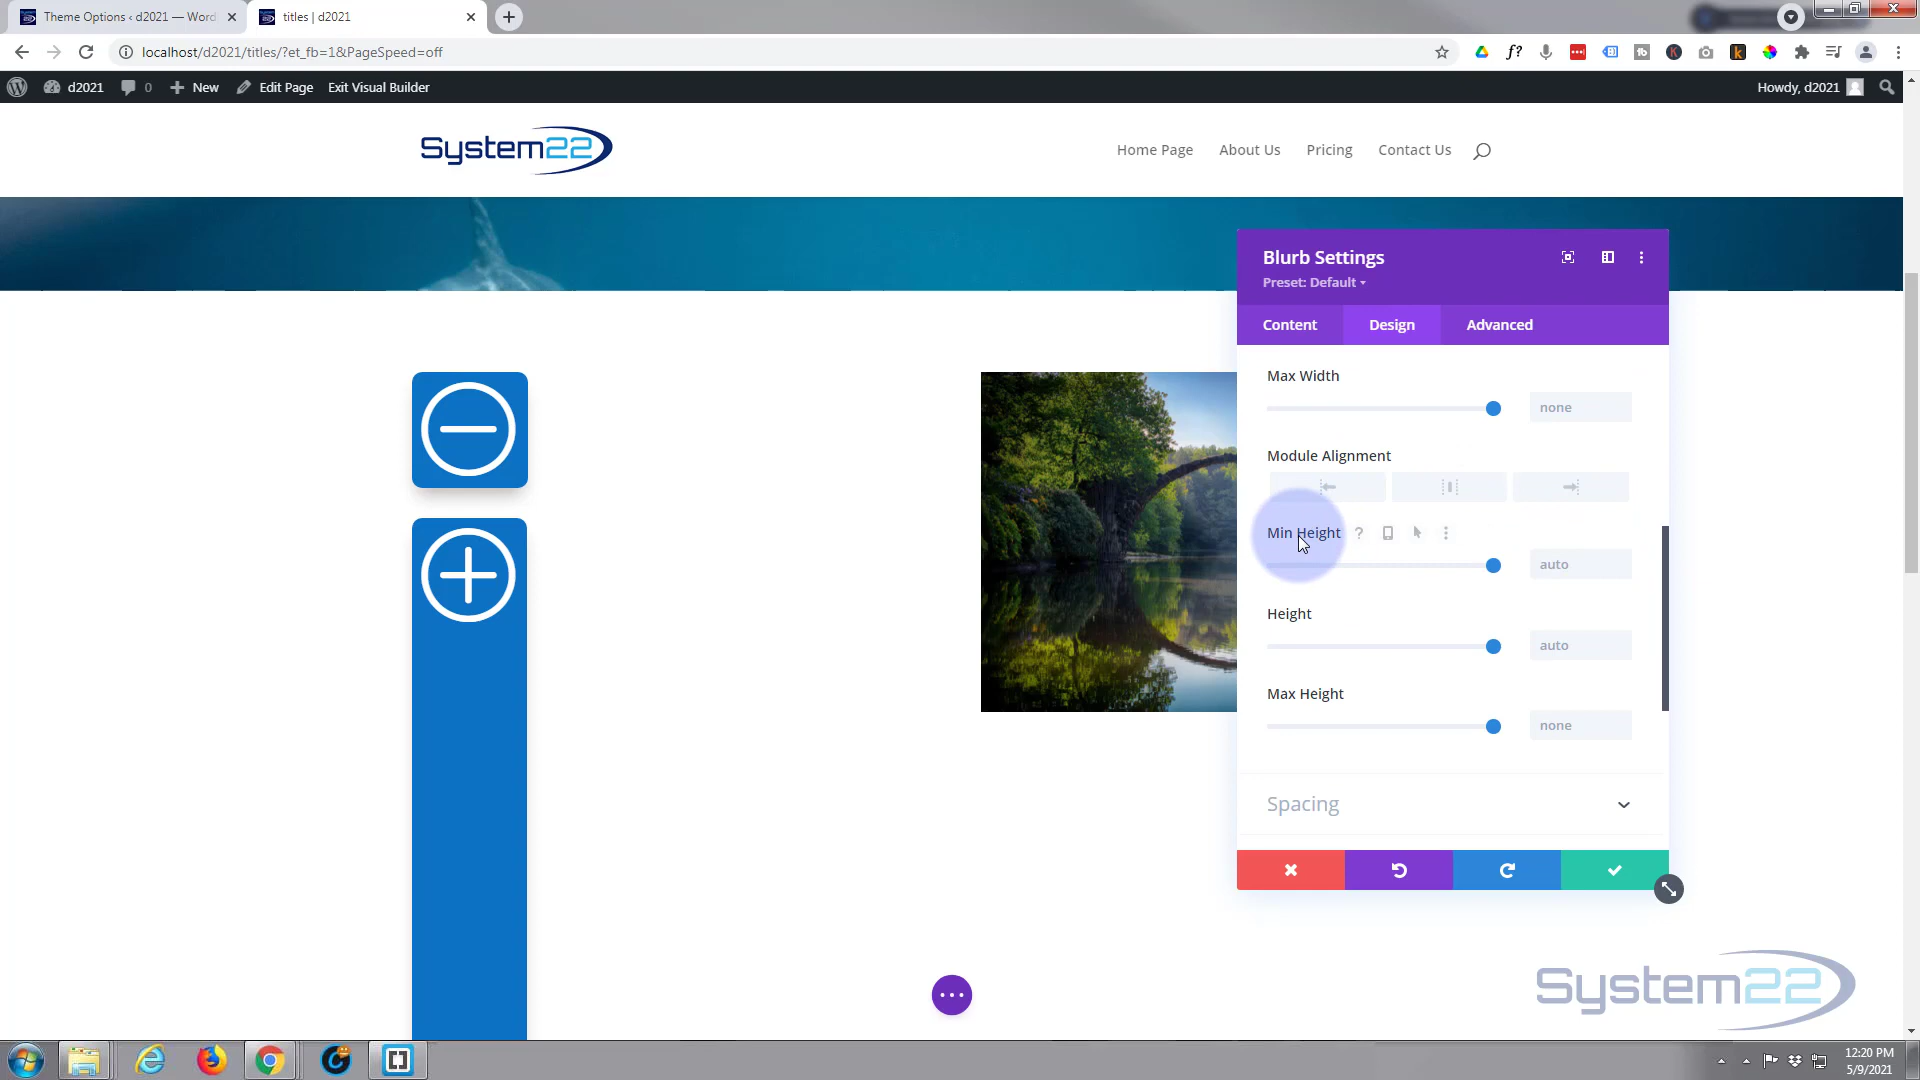 Theme Options ‹ d2021 — Word
titles | d2021
localhost/d2021/titles/?et_fb=1&PageSpeed=off
d2021
0
New
Edit Page
Exit Visual Builder
Howdy, d2021
System22
Home Page
About Us
Pricing
Contact Us
Blurb Settings
Preset: Default
Content
Design
Advanced
Max Width
none
Module Alignment
Min Height
auto
Height
auto
Max Height
none
Spacing
System22
12:20 PM
5/9/2021